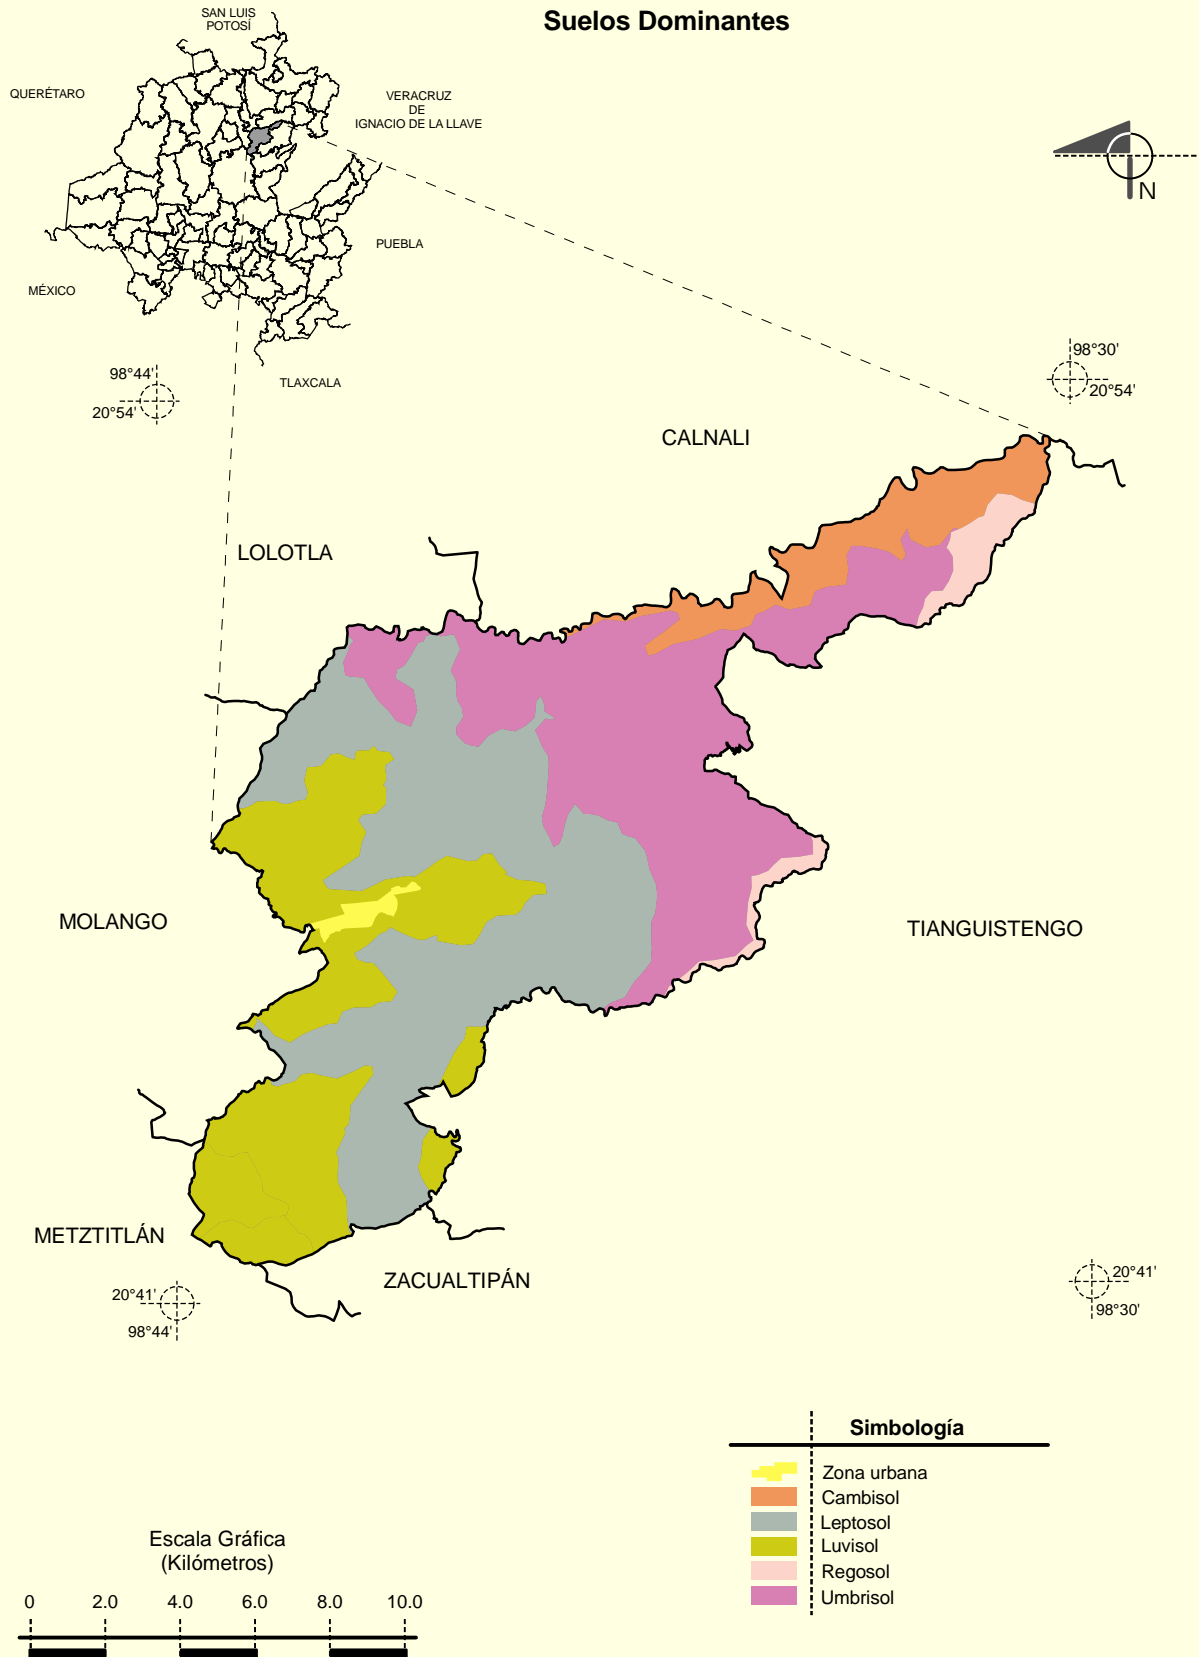 Suelos Dominantes
SAN LUIS
POTOSÍ
QUERÉTARO
VERACRUZ
DE
IGNACIO DE LA LLAVE
N
PUEBLA
MÉXICO
TLAXCALA
98°44'
20°54'
98°30'
20°54'
CALNALI
LOLOTLA
MOLANGO
TIANGUISTENGO
METZTITLÁN
ZACUALTIPÁN
20°41'
98°44'
20°41'
98°30'
Simbología
Zona urbana
Cambisol
Leptosol
Luvisol
Regosol
Umbrisol
Escala Gráfica
(Kilómetros)
0 2.0 4.0 6.0 8.0 10.0